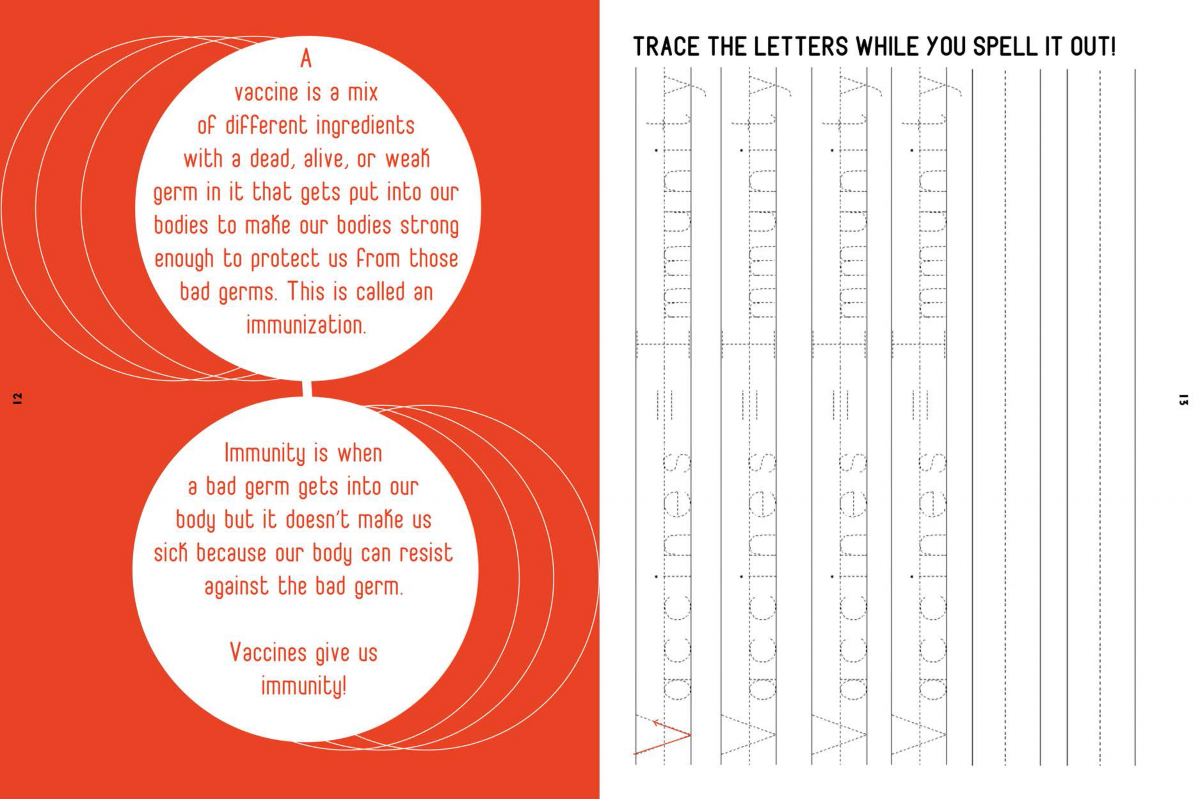 A
vaccine is a mix
of different ingredients
with a dead, alive, or weak
germ in it that gets put into our
bodies to make our bodies strong
enough to protect us from those
bad germs. This is called an
immunization.
Immunity is when
a bad germ gets into our
body but it doesn't make us
sick because our body can resist
against the bad germ.
Vaccines give us
immunity!
12
TRACE THE LETTERS WHILE YOU SPELL IT OUT!
Vaccines = Immunity
Vaccines = Immunity
Vaccines = Immunity
Vaccines = Immunity
13